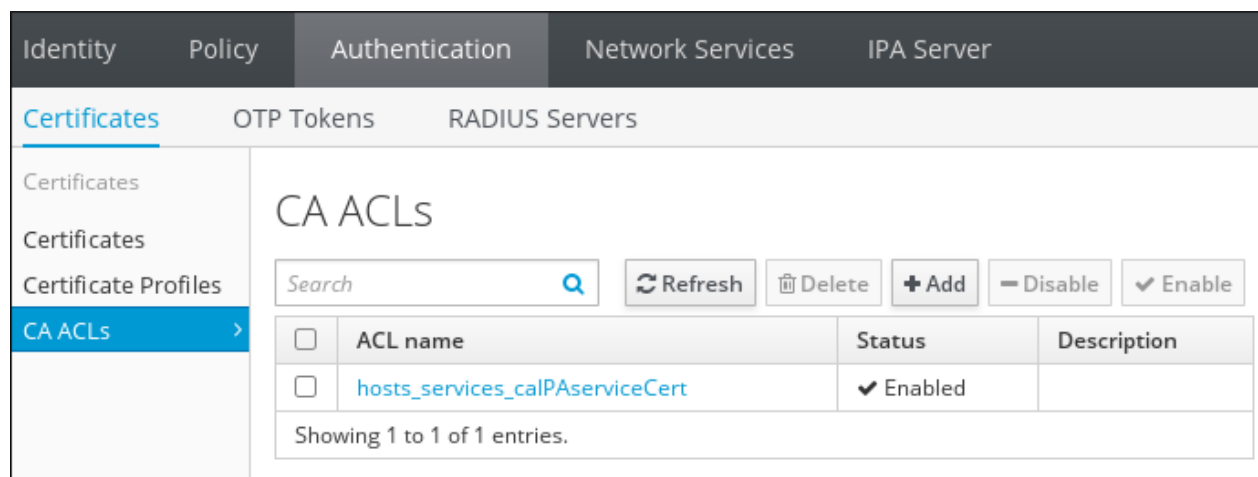 Identity Policy Authentication Network Services IPA Server
Certificates OTP Tokens RADIUS Servers
Certificates
Certificates
Certificate Profiles
CA ACLs
CA ACLs
Search Refresh Delete Add Disable Enable
ACL name Status Description
hosts_services_caIPAserviceCert Enabled
Showing 1 to 1 of 1 entries.